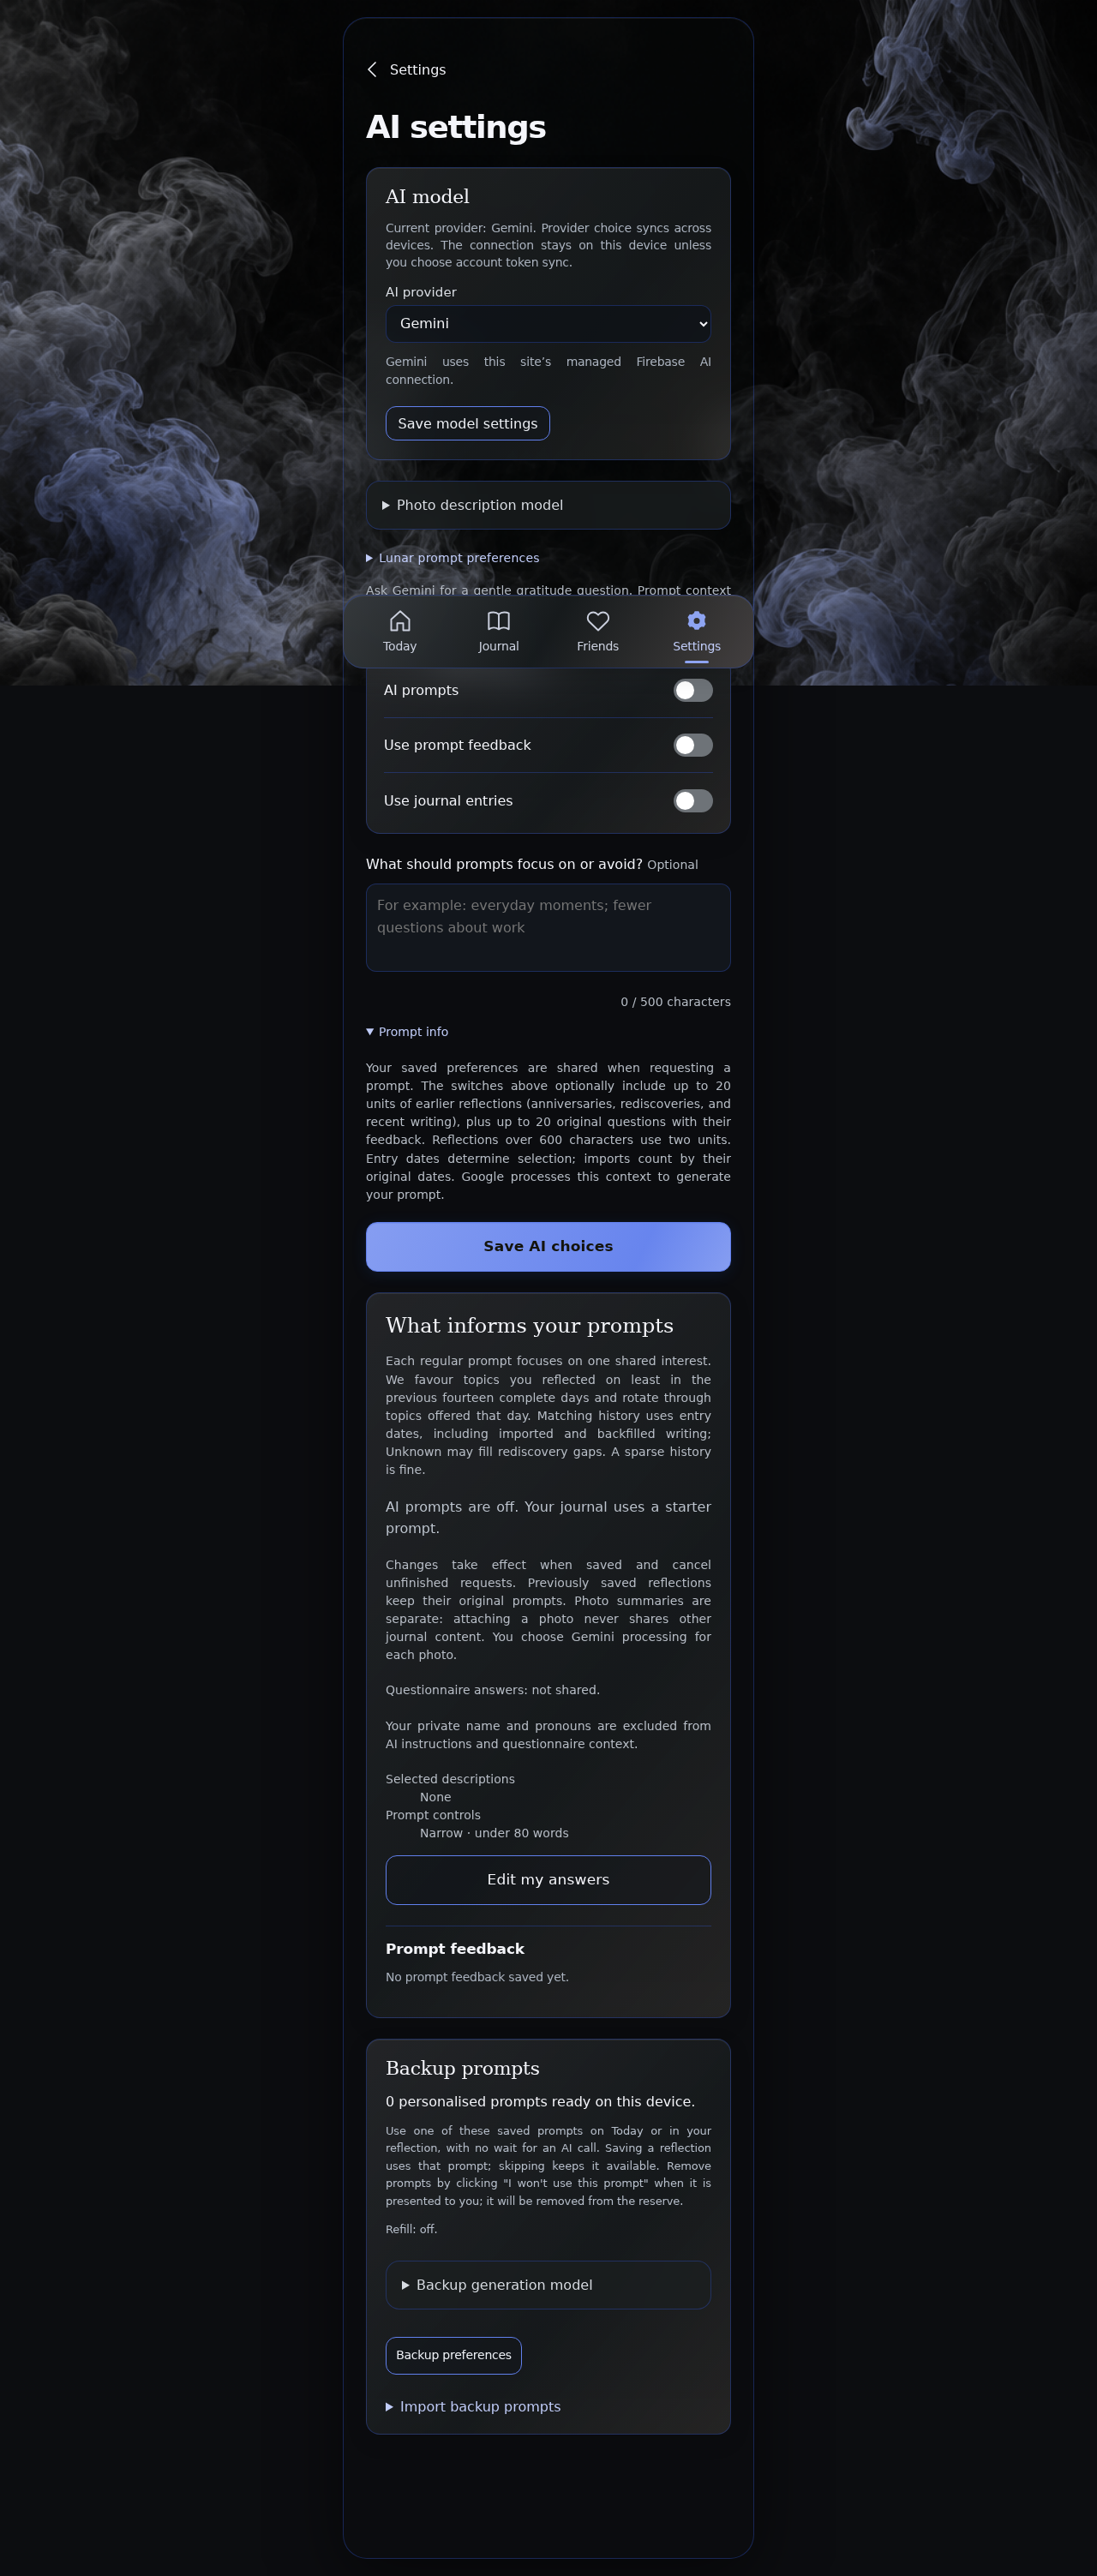 Settings
AI settings
AI model
Current provider: Gemini. Provider choice syncs across
devices. The connection stays on this device unless
you choose account token sync.
AI provider
Gemini
Gemini uses this site’s managed Firebase AI
connection.
Save model settings
Photo description model
Lunar prompt preferences
Ask Gemini for a gentle gratitude question. Prompt context
Today
Journal
Friends
Settings
AI prompts
Use prompt feedback
Use journal entries
What should prompts focus on or avoid? Optional
For example: everyday moments; fewer
questions about work
0 / 500 characters
Prompt info
Your saved preferences are shared when requesting a
prompt. The switches above optionally include up to 20
units of earlier reflections (anniversaries, rediscoveries, and
recent writing), plus up to 20 original questions with their
feedback. Reflections over 600 characters use two units.
Entry dates determine selection; imports count by their
original dates. Google processes this context to generate
your prompt.
Save AI choices
What informs your prompts
Each regular prompt focuses on one shared interest.
We favour topics you reflected on least in the
previous fourteen complete days and rotate through
topics offered that day. Matching history uses entry
dates, including imported and backfilled writing;
Unknown may fill rediscovery gaps. A sparse history
is fine.
AI prompts are off. Your journal uses a starter
prompt.
Changes take effect when saved and cancel
unfinished requests. Previously saved reflections
keep their original prompts. Photo summaries are
separate: attaching a photo never shares other
journal content. You choose Gemini processing for
each photo.
Questionnaire answers: not shared.
Your private name and pronouns are excluded from
AI instructions and questionnaire context.
Selected descriptions
None
Prompt controls
Narrow · under 80 words
Edit my answers
Prompt feedback
No prompt feedback saved yet.
Backup prompts
0 personalised prompts ready on this device.
Use one of these saved prompts on Today or in your
reflection, with no wait for an AI call. Saving a reflection
uses that prompt; skipping keeps it available. Remove
prompts by clicking "I won't use this prompt" when it is
presented to you; it will be removed from the reserve.
Refill: off.
Backup generation model
Backup preferences
Import backup prompts